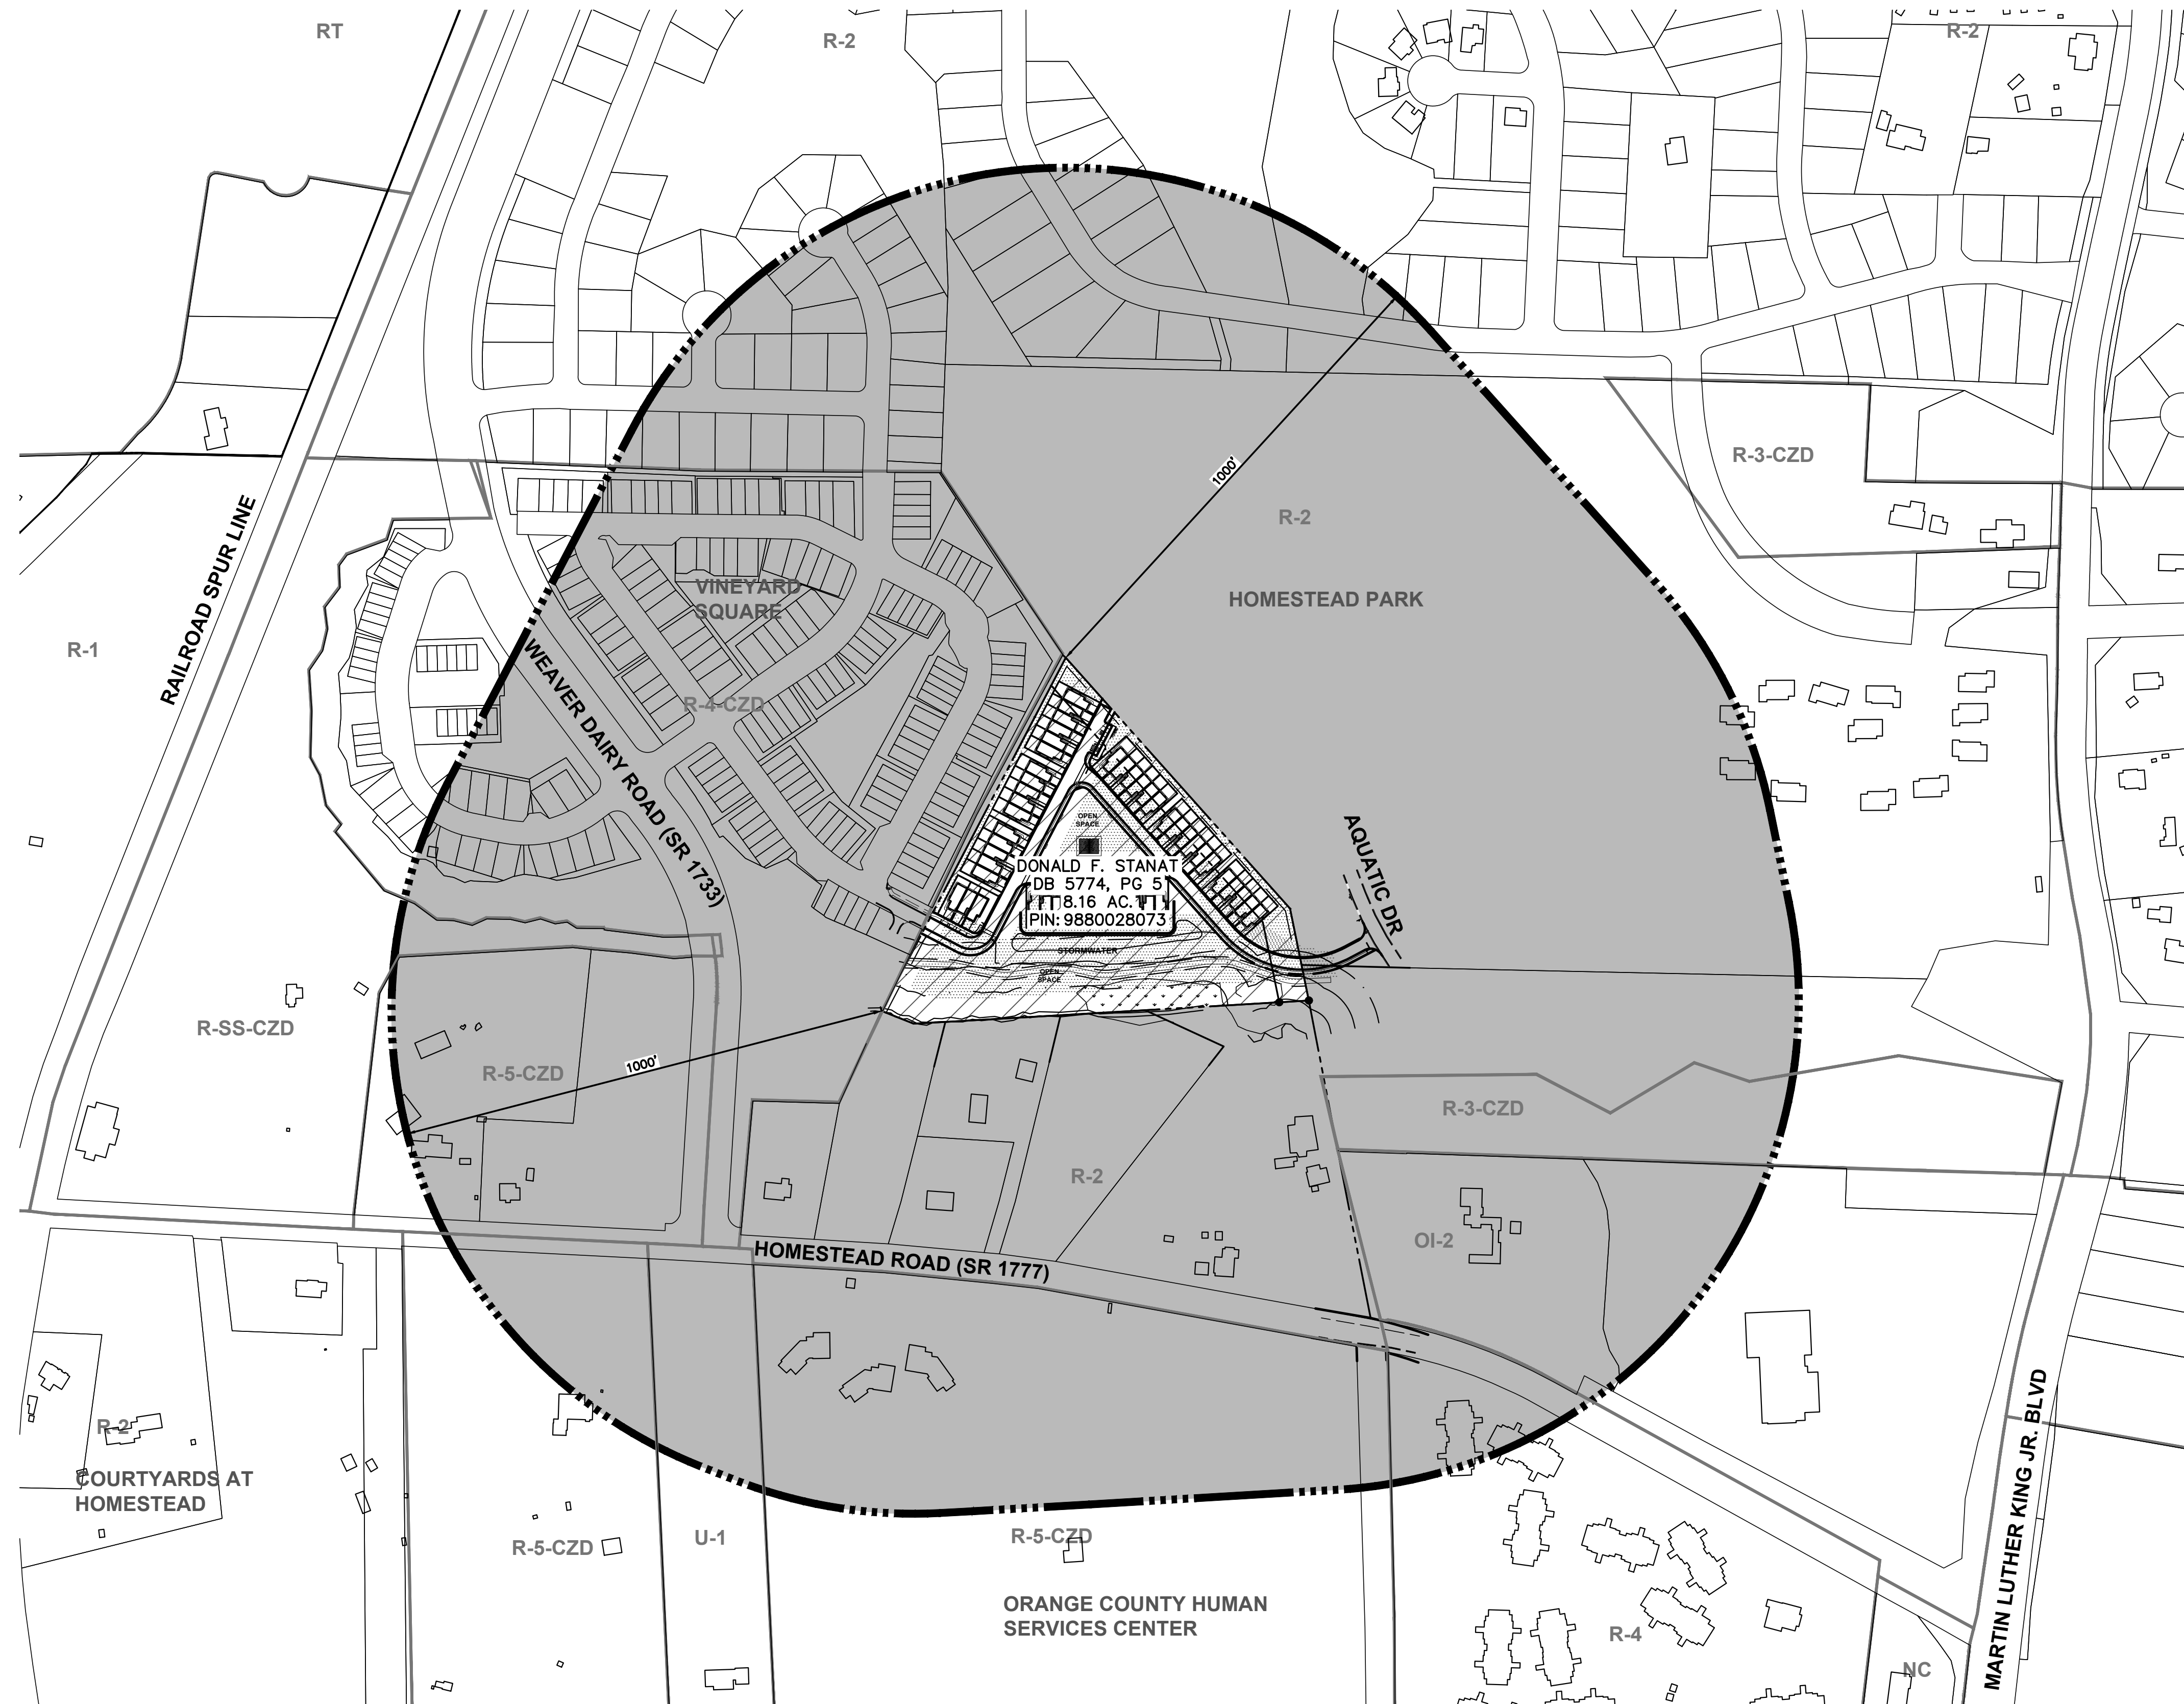 RT
R-2
R-2
R-3-CZD
1000'
R-2
RAILROAD SPUR LINE
VINEYARD
SQUARE
HOMESTEAD PARK
R-1
WEAVER DAIRY ROAD (SR 1733)
R-4-CZD
OPEN
SPACE
AQUATIC DR
DONALD F. STANAT
DB 5774, PG 5
8.16 AC.
PIN: 9880028073
STORMWATER
OPEN
SPACE
R-SS-CZD
R-5-CZD
1000'
R-3-CZD
R-2
OI-2
HOMESTEAD ROAD (SR 1777)
R-2
COURTYARDS AT
HOMESTEAD
R-5-CZD
U-1
R-5-CZD
ORANGE COUNTY HUMAN
SERVICES CENTER
R-4
NC
MARTIN LUTHER KING JR. BLVD